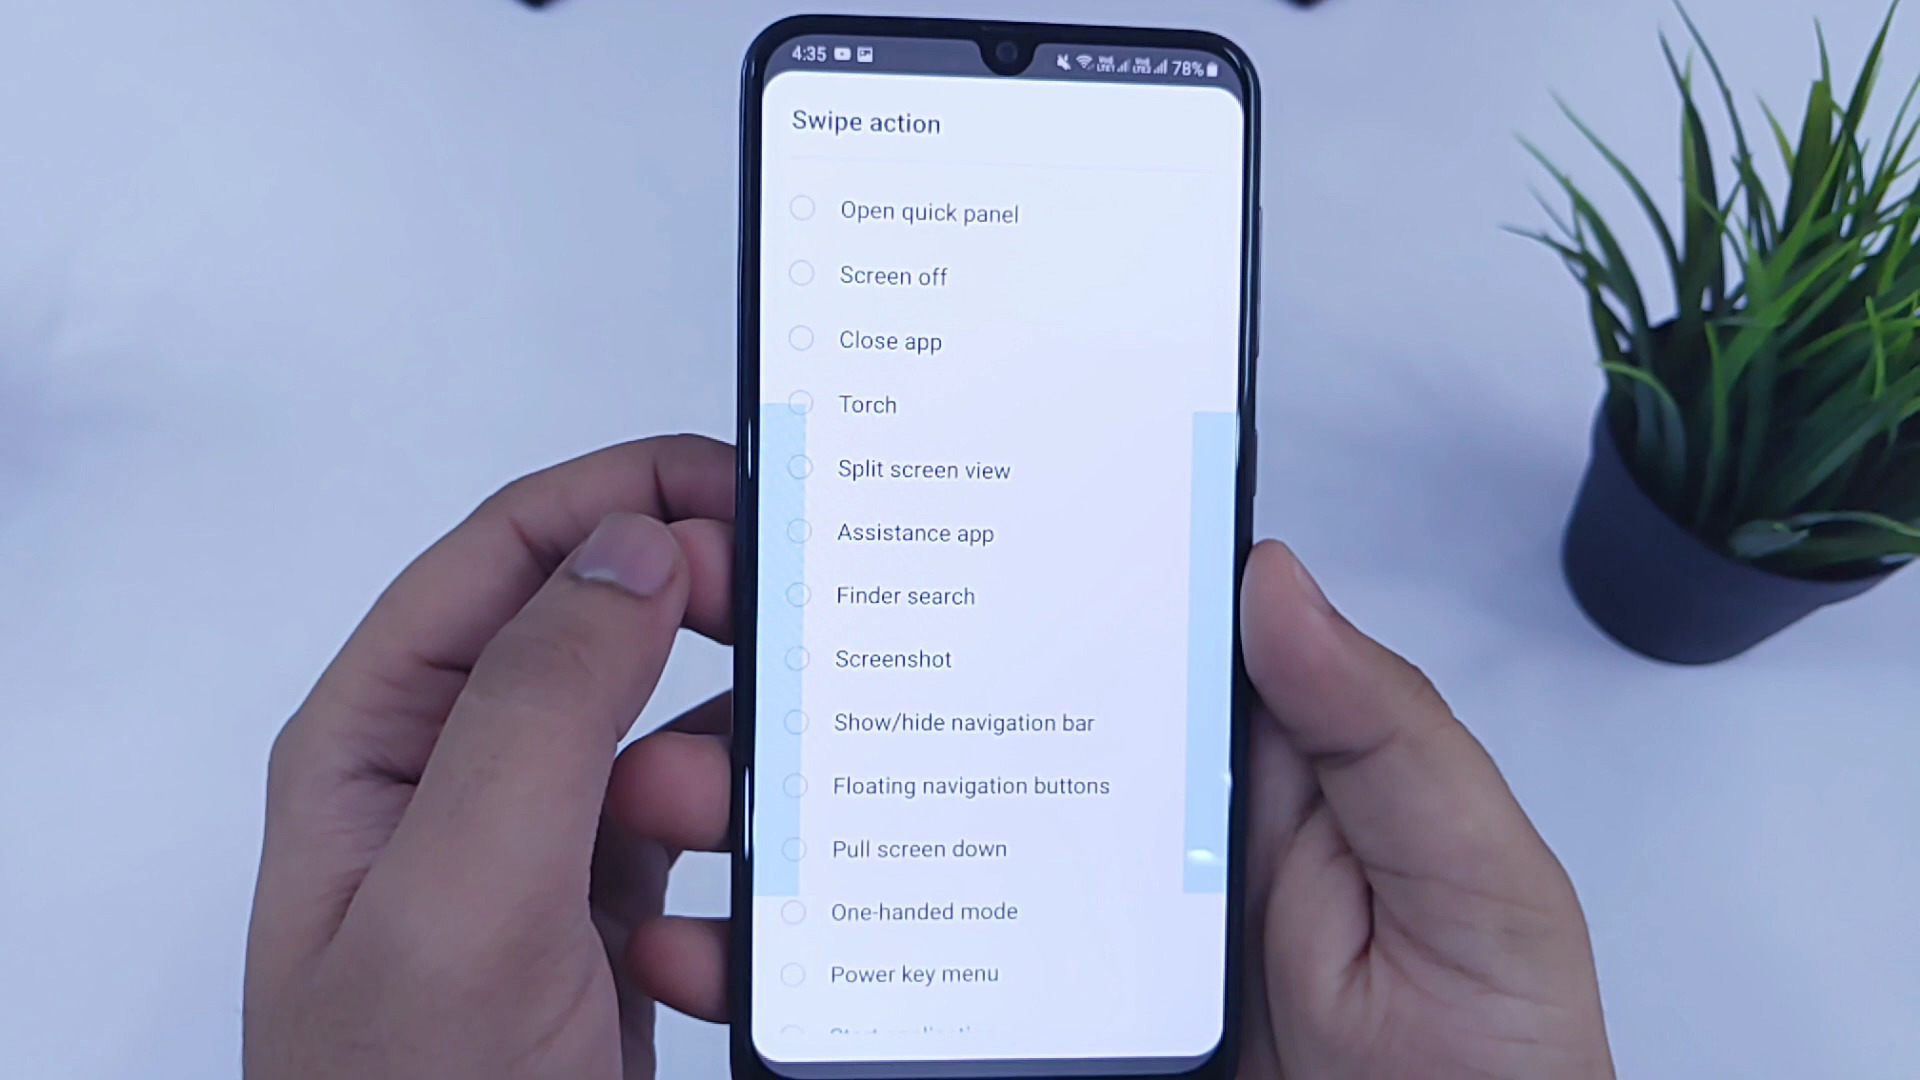 4:35
78%
Swipe action
Open quick panel
Screen off
Close app
Torch
Split screen view
Assistance app
Finder search
Screenshot
Show/hide navigation bar
Floating navigation buttons
Pull screen down
One-handed mode
Power key menu